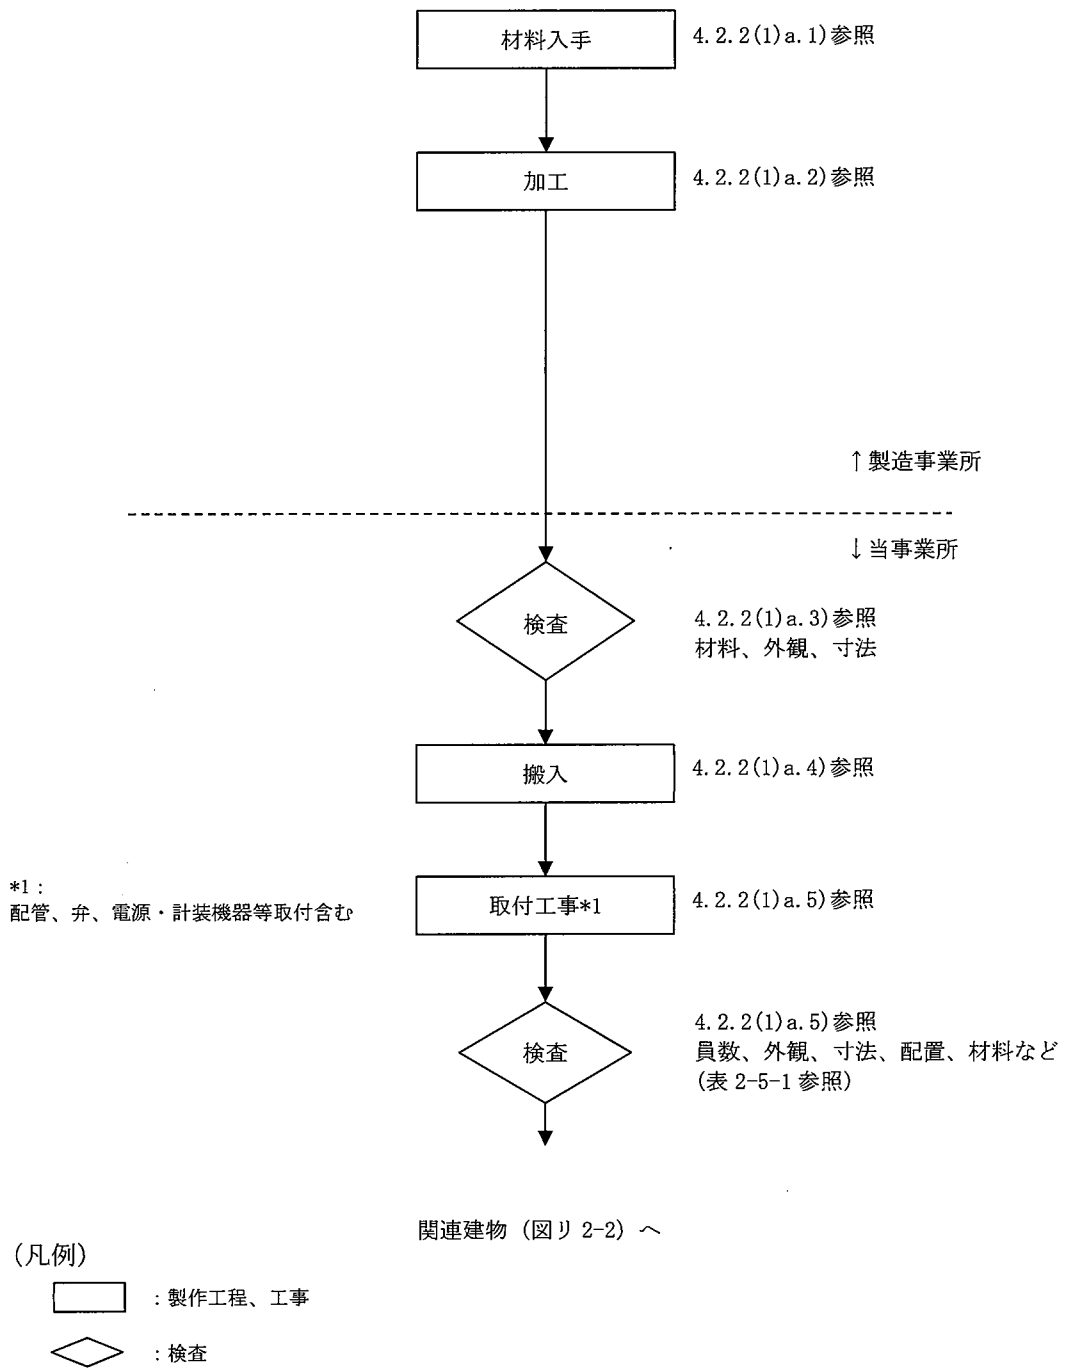 材料入手
4.2.2(1)a.1)参照
加工
4.2.2(1)a.2)参照
↑製造事業所
↓当事業所
検査
4.2.2(1)a.3)参照
材料、外観、寸法
搬入
4.2.2(1)a.4)参照
*1:
配管、弁、電源・計装機器等取付含む
取付工事*1
4.2.2(1)a.5)参照
検査
4.2.2(1)a.5)参照
員数、外観、寸法、配置、材料など
(表 2-5-1 参照)
関連建物（図リ 2-2）へ
(凡例)
：製作工程、工事
：検査